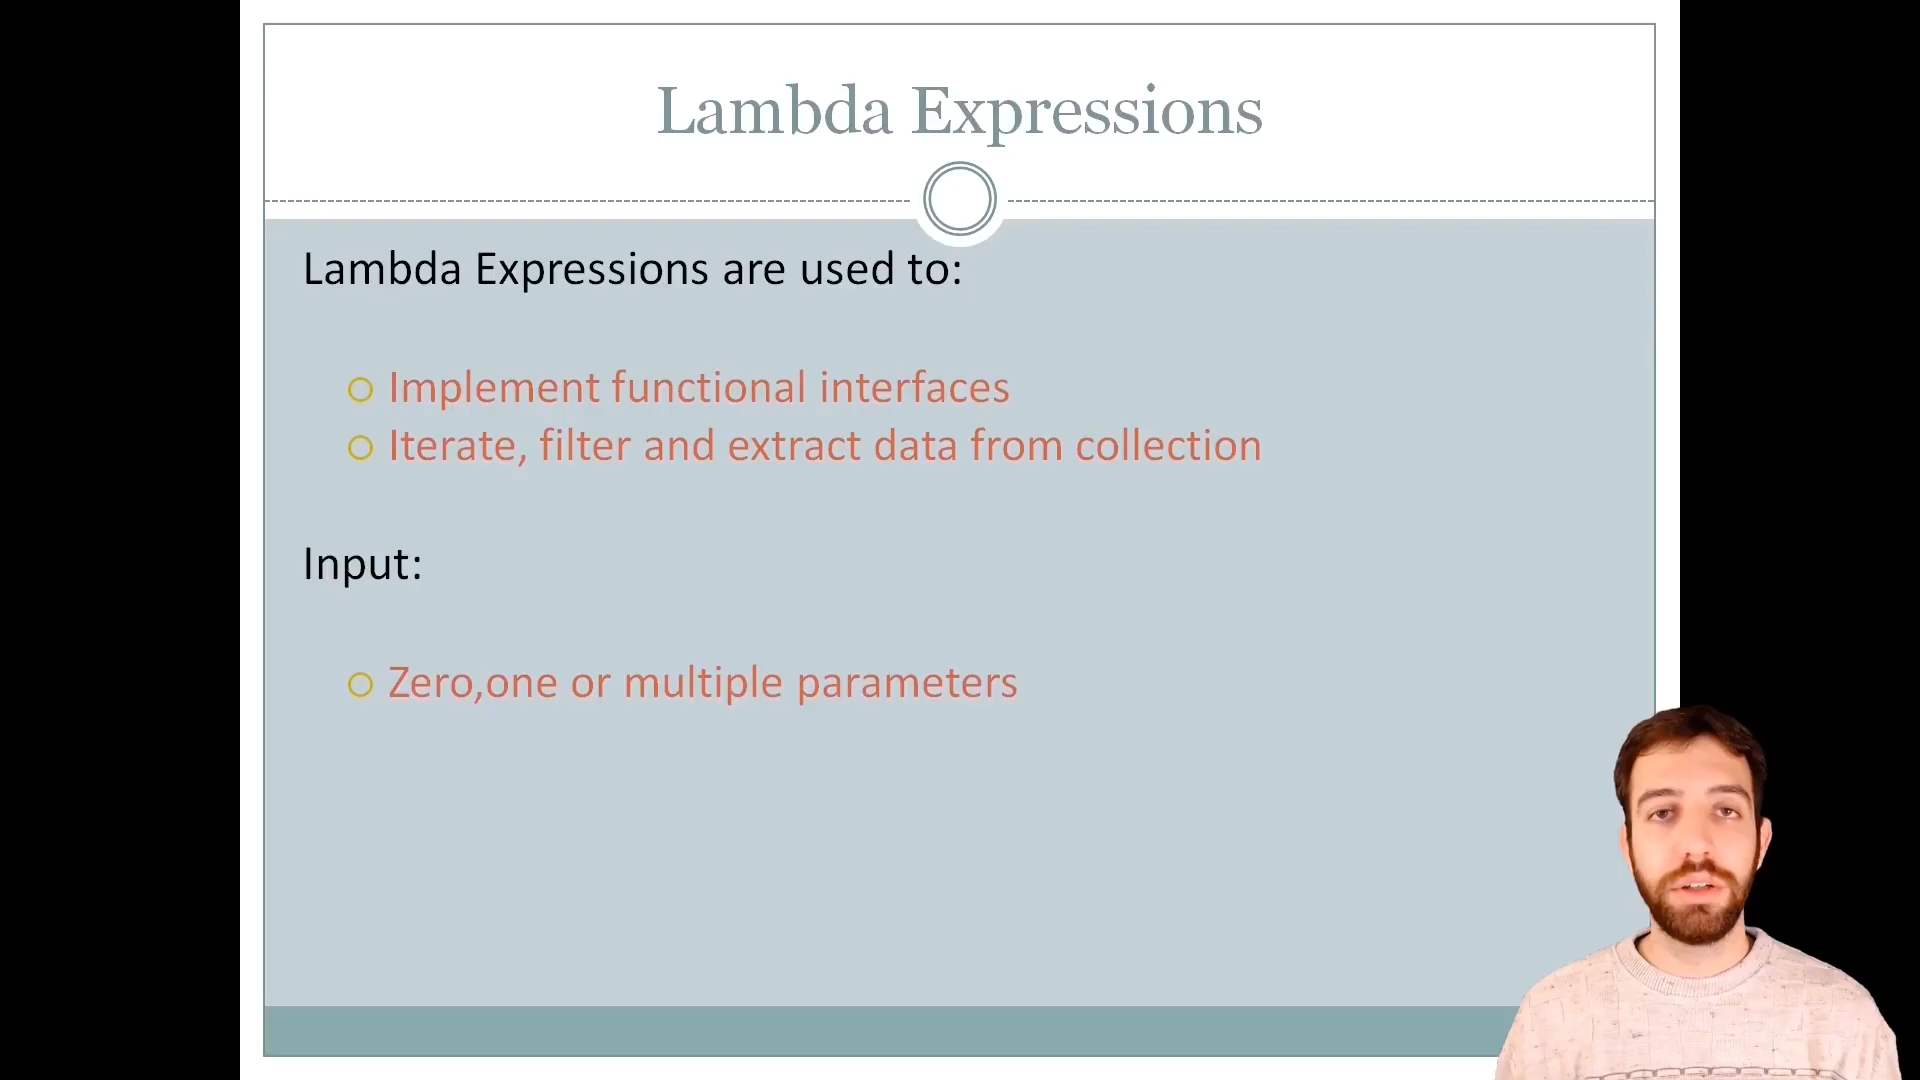 Lambda Expressions
Lambda Expressions are used to:
Implement functional interfaces
Iterate, filter and extract data from collection
Input:
Zero,one or multiple parameters